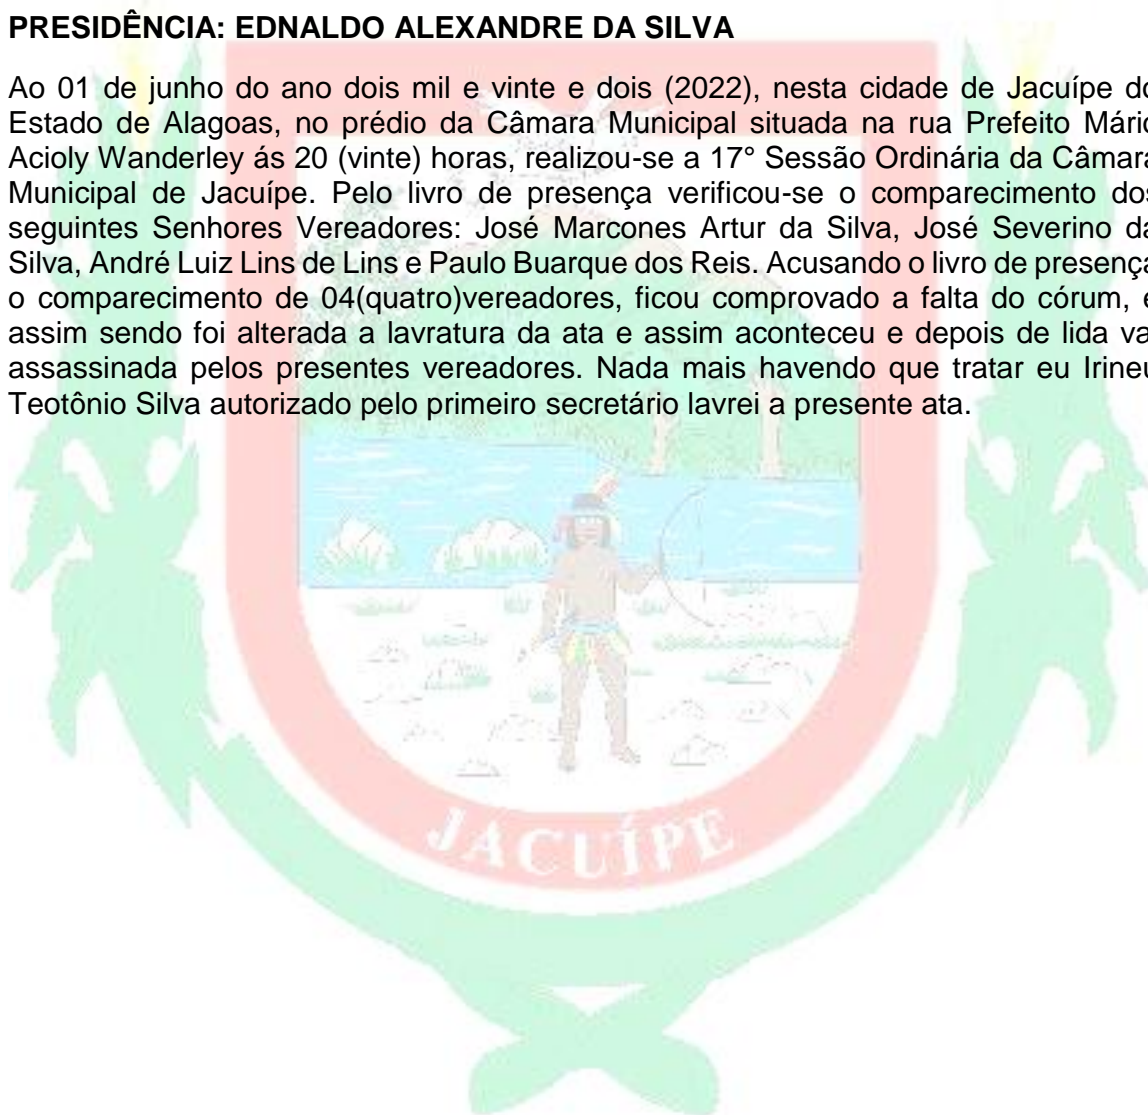 PRESIDÊNCIA: EDNALDO ALEXANDRE DA SILVA
Ao 01 de junho do ano dois mil e vinte e dois (2022), nesta cidade de Jacuípe do
Estado de Alagoas, no prédio da Câmara Municipal situada na rua Prefeito Mário
Acioly Wanderley ás 20 (vinte) horas, realizou-se a 17° Sessão Ordinária da Câmara
Municipal de Jacuípe. Pelo livro de presença verificou-se o comparecimento dos
seguintes Senhores Vereadores: José Marcones Artur da Silva, José Severino da
Silva, André Luiz Lins de Lins e Paulo Buarque dos Reis. Acusando o livro de presença
o comparecimento de 04(quatro)vereadores, ficou comprovado a falta do córum, e
assim sendo foi alterada a lavratura da ata e assim aconteceu e depois de lida va
assassinada pelos presentes vereadores. Nada mais havendo que tratar eu Irineu
Teotônio Silva autorizado pelo primeiro secretário lavrei a presente ata.
JACUÍPE